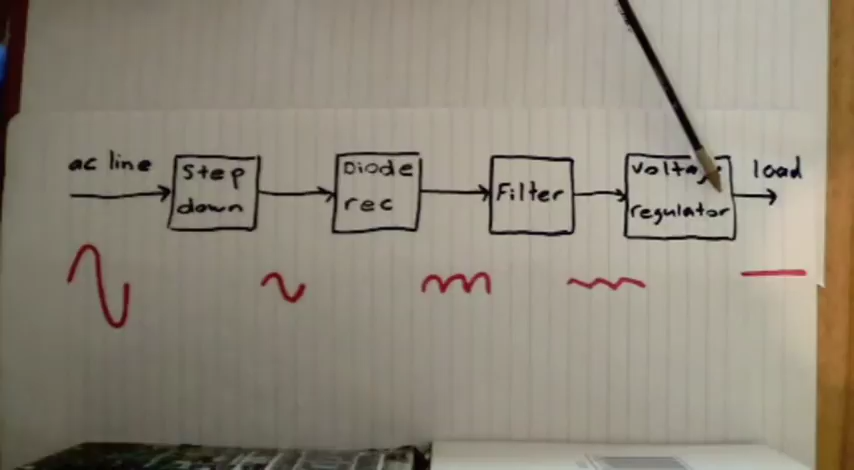 ac line
Step
down
Diode
rec
Filter
regulator
load